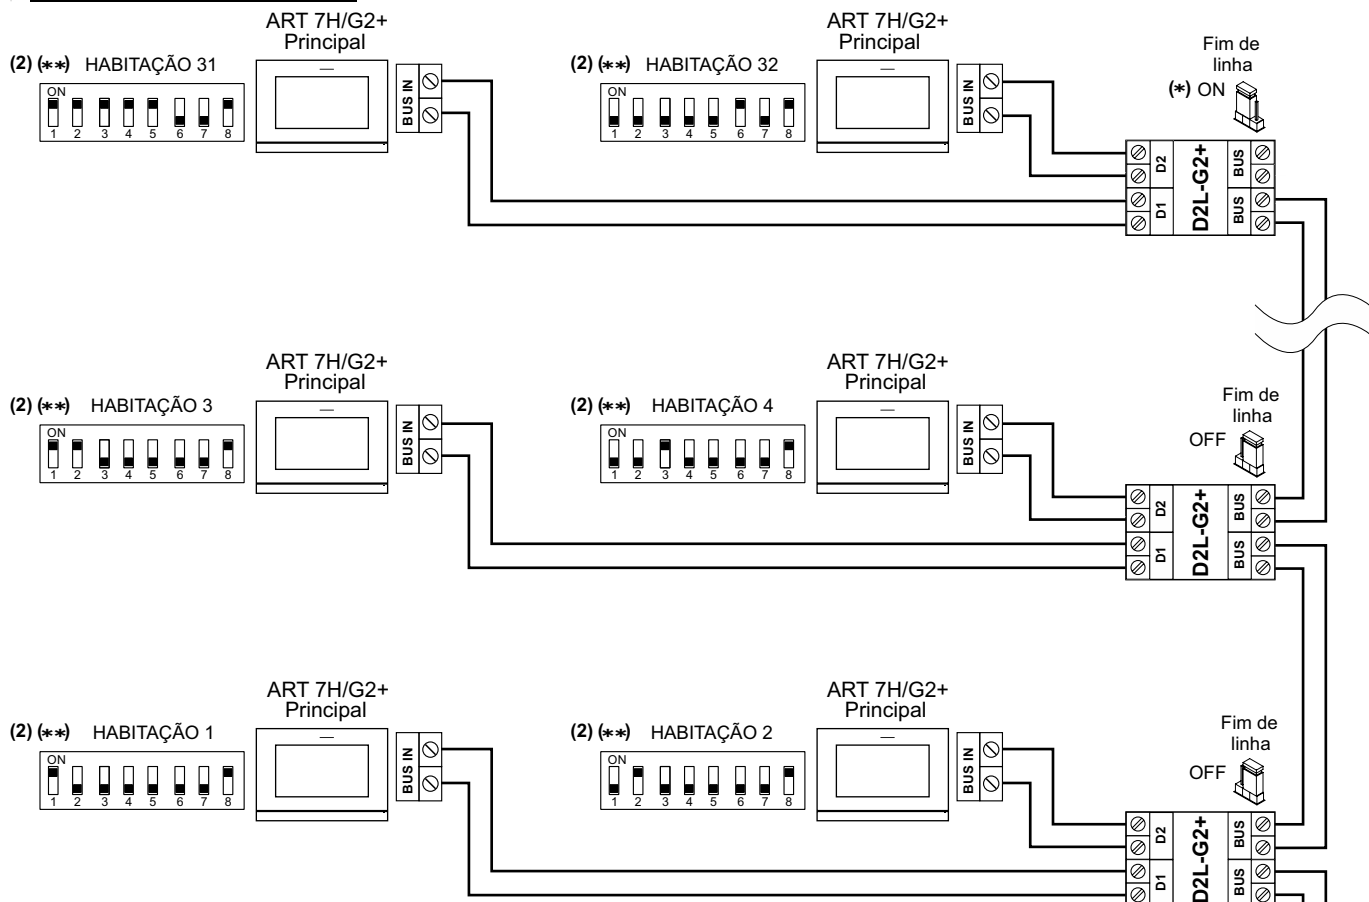 ART 7H/G2+
Principal
ART 7H/G2+
Principal
(2) (**) HABITAÇÃO 31
(2) (**) HABITAÇÃO 32
Fim de
linha
(*) ON
ON
1 2 3 4 5 6 7 8
BUS IN
ON
1 2 3 4 5 6 7 8
BUS IN
D2
D1
D2L-G2+
BUS
BUS
ART 7H/G2+
Principal
ART 7H/G2+
Principal
(2) (**) HABITAÇÃO 3
(2) (**) HABITAÇÃO 4
Fim de
linha
OFF
ON
1 2 3 4 5 6 7 8
BUS IN
ON
1 2 3 4 5 6 7 8
BUS IN
D2
D1
D2L-G2+
BUS
BUS
ART 7H/G2+
Principal
ART 7H/G2+
Principal
(2) (**) HABITAÇÃO 1
(2) (**) HABITAÇÃO 2
Fim de
linha
OFF
ON
1 2 3 4 5 6 7 8
BUS IN
ON
1 2 3 4 5 6 7 8
BUS IN
D2
D1
D2L-G2+
BUS
BUS